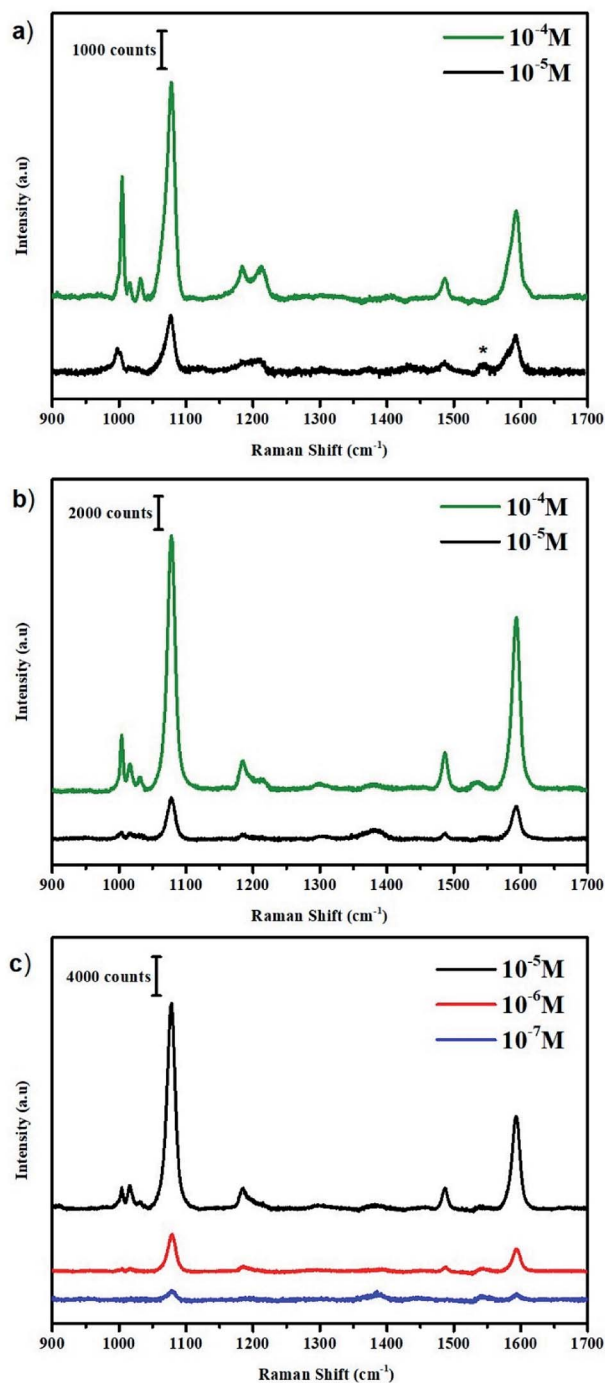 a)
1000 counts
10⁻⁴M
10⁻⁵M
Intensity (a.u)
*
900 1000 1100 1200 1300 1400 1500 1600 1700
Raman Shift (cm⁻¹)
b)
2000 counts
10⁻⁴M
10⁻⁵M
Intensity (a.u)
900 1000 1100 1200 1300 1400 1500 1600 1700
Raman Shift (cm⁻¹)
c)
4000 counts
10⁻⁵M
10⁻⁶M
10⁻⁷M
Intensity (a.u)
900 1000 1100 1200 1300 1400 1500 1600 1700
Raman Shift (cm⁻¹)